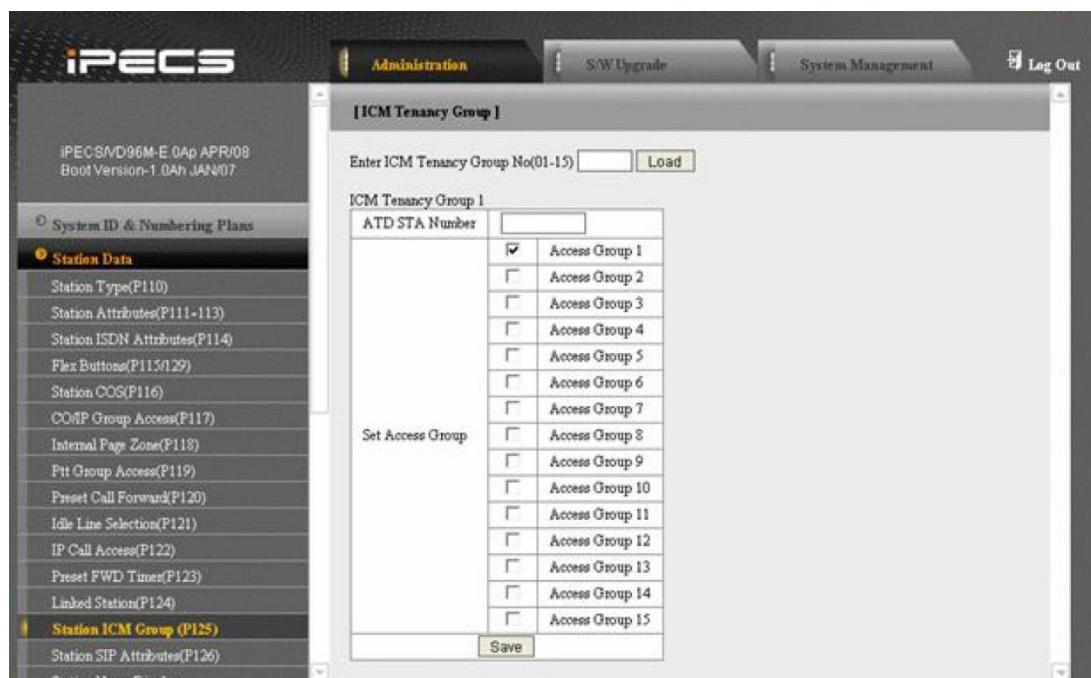 iPECS
Administration
S/W Upgrade
System Management
Log Out
iPECS/VD96M-E.0Ap APR/08
Boot Version-1.0Ah JAN/07
System ID & Numbering Plans
Station Data
Station Type(P110)
Station Attributes(P111~113)
Station ISDN Attributes(P114)
Flex Buttons(P115/129)
Station COS(P116)
CO/IP Group Access(P117)
Internal Page Zone(P118)
Ptt Group Access(P119)
Preset Call Forward(P120)
Idle Line Selection(P121)
IP Call Access(P122)
Preset FWD Timer(P123)
Linked Station(P124)
Station ICM Group (P125)
Station SIP Attributes(P126)
[ ICM Tenancy Group ]
Enter ICM Tenancy Group No(01-15)
Load
ICM Tenancy Group 1
ATD STA Number
Set Access Group
Access Group 1
Access Group 2
Access Group 3
Access Group 4
Access Group 5
Access Group 6
Access Group 7
Access Group 8
Access Group 9
Access Group 10
Access Group 11
Access Group 12
Access Group 13
Access Group 14
Access Group 15
Save